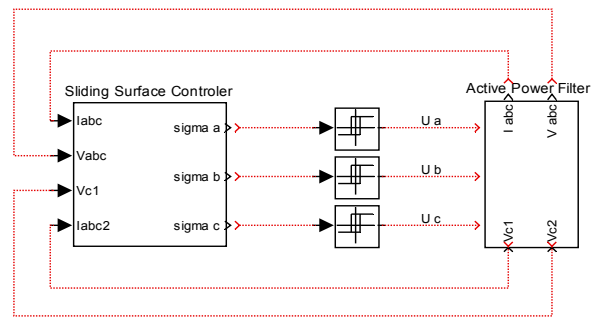 Sliding Surface Controler
Active Power Filter
Iabc
Vabc
Vc1
Iabc2
sigma a
sigma b
sigma c
U a
U b
U c
I abc
V abc
Vc1
Vc2